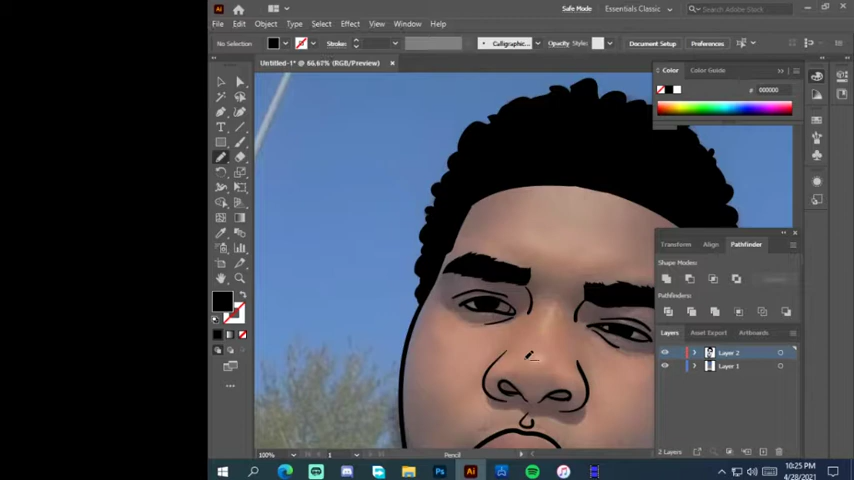 Ai
Safe Mode
Essentials Classic
Search Adobe Stock
File Edit Object Type Select Effect View Window Help
No Selection
Stroke:
Calligraphic...
Opacity
Style:
Document Setup
Preferences
Untitled-1* @ 66.67% (RGB/Preview)
Color
Color Guide
# 000000
Transform
Align
Pathfinder
Shape Modes:
Pathfinders:
Layers
Asset Export
Artboards
Layer 2
Layer 1
2 Layers
100%
1
Pencil
Ps
Ai
10:25 PM
4/28/2021